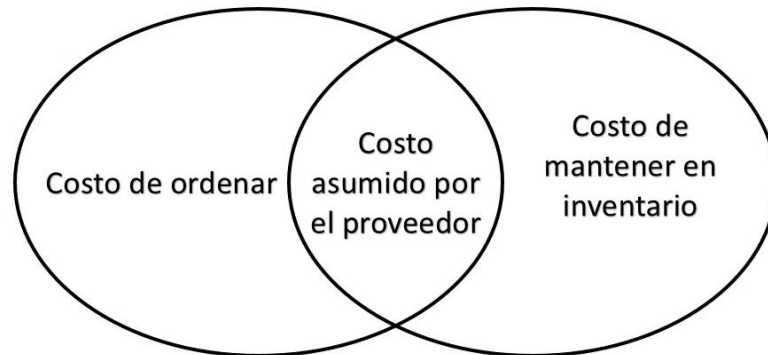 Costo de ordenar
Costo
asumido por
el proveedor
Costo de
mantener en
inventario